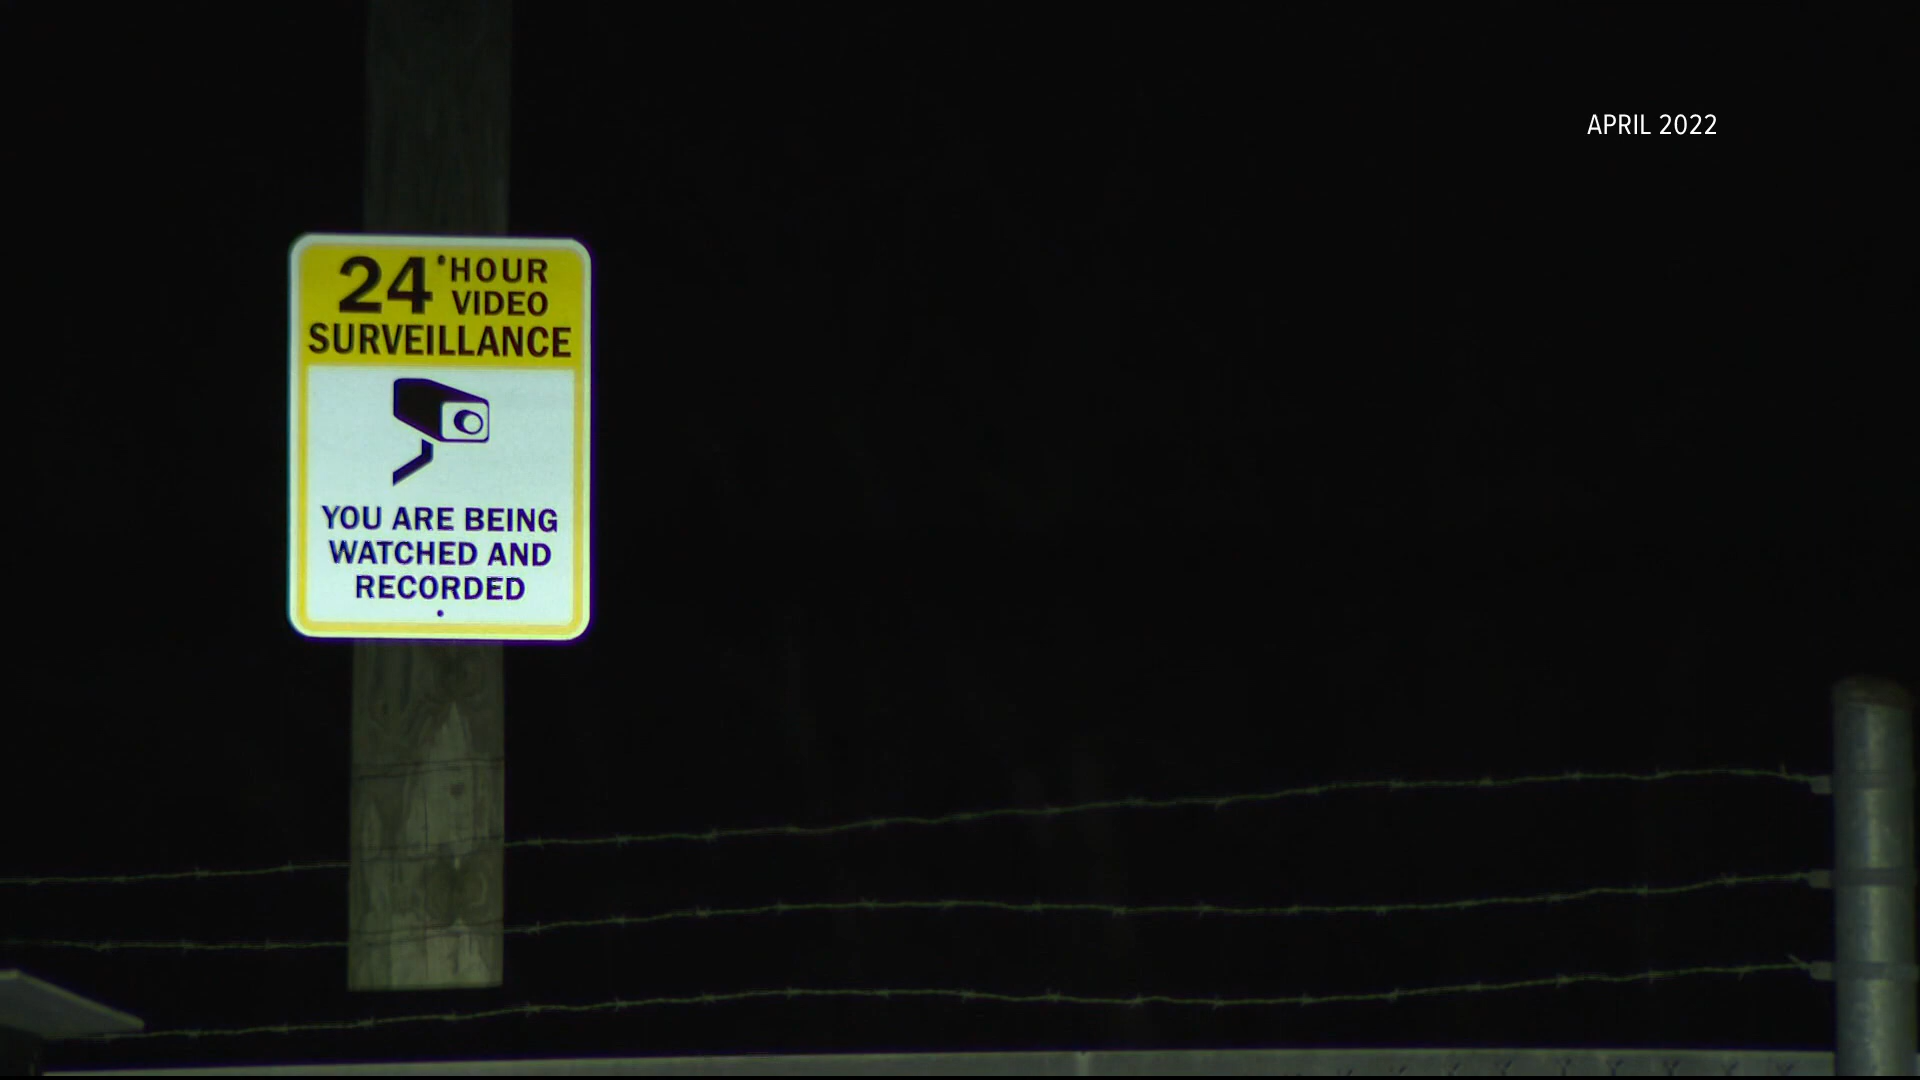 APRIL 2022
24 HOUR
VIDEO
SURVEILLANCE
YOU ARE BEING
WATCHED AND
RECORDED